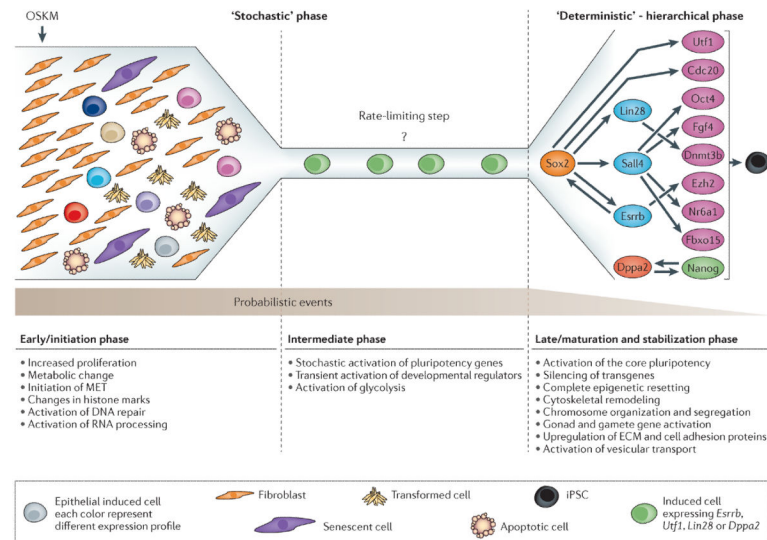 OSKM
'Stochastic' phase
'Deterministic' - hierarchical phase
Rate-limiting step
?
Sox2
Lin28
Sall4
Esrrb
Dppa2
Utf1
Cdc20
Oct4
Fgf4
Dnmt3b
Ezh2
Nr6a1
Fbxo15
Nanog
Probabilistic events
Early/initiation phase
• Increased proliferation
• Metabolic change
• Initiation of MET
• Changes in histone marks
• Activation of DNA repair
• Activation of RNA processing
Intermediate phase
• Stochastic activation of pluripotency genes
• Transient activation of developmental regulators
• Activation of glycolysis
Late/maturation and stabilization phase
• Activation of the core pluripotency
• Silencing of transgenes
• Complete epigenetic resetting
• Cytoskeletal remodeling
• Chromosome organization and segregation
• Gonad and gamete gene activation
• Upregulation of ECM and cell adhesion proteins
• Activation of vesicular transport
Epithelial induced cell
each color represent
different expression profile
Fibroblast
Senescent cell
Transformed cell
Apoptotic cell
iPSC
Induced cell
expressing Esrrb,
Utf1, Lin28 or Dppa2